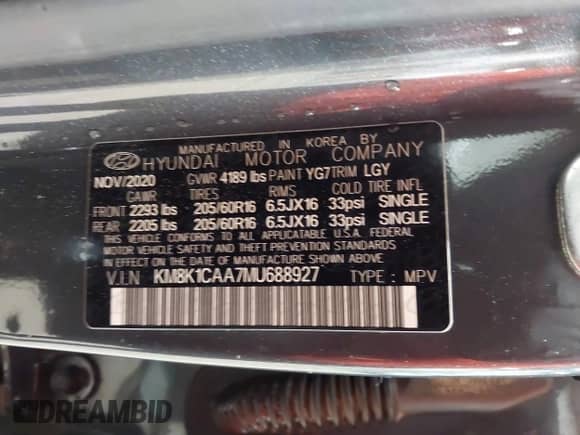 MANUFACTURED IN KOREA BY
HYUNDAI MOTOR COMPANY
NOV/2020 GVWR 4189 lbs PAINT YG7 TRIM LGY
GAWR TIRES RIMS COLD TIRE INFL
FRONT 2293 lbs 205/60R16 6.5JX16 33psi SINGLE
REAR 2205 lbs 205/60R16 6.5JX16 33psi SINGLE
THIS VEHICLE CONFORMS TO ALL APPLICABLE U.S.A. FEDERAL
MOTOR VEHICLE SAFETY AND THEFT PREVENTION STANDARDS
IN EFFECT ON THE DATE OF MANUFACTURE SHOWN ABOVE.
V.I.N KM8K1CAA7MU688927 TYPE : MPV
DREAMBID